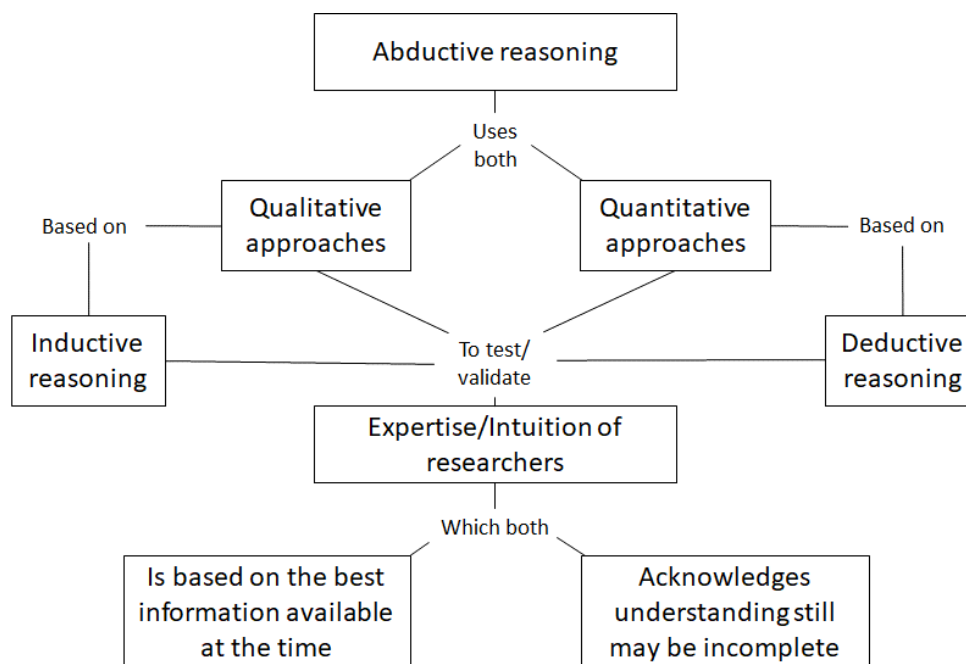 Abductive reasoning
Uses
both
Qualitative
approaches
Quantitative
approaches
Based on
Based on
Inductive
reasoning
To test/
validate
Deductive
reasoning
Expertise/Intuition of
researchers
Which both
Is based on the best
information available
at the time
Acknowledges
understanding still
may be incomplete